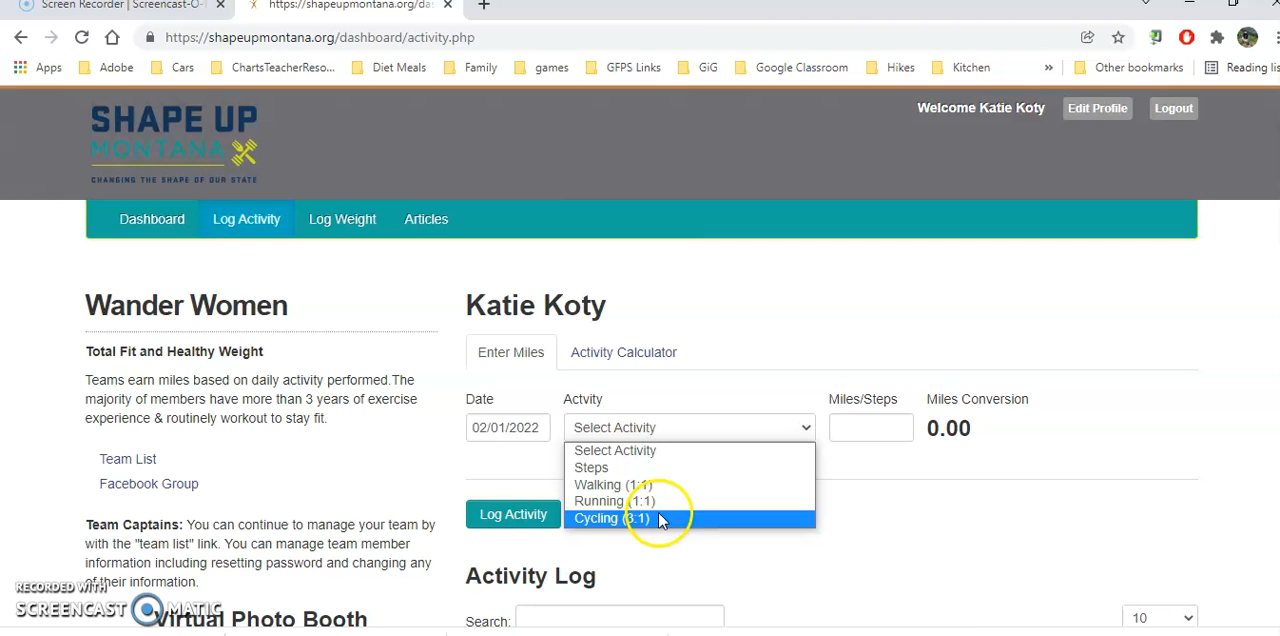 Screen Recorder | Screencast-O-
https://shapeupmontana.org/das
https://shapeupmontana.org/dashboard/activity.php
Apps Adobe Cars ChartsTeacherReso... Diet Meals Family games GFPS Links GiG Google Classroom Hikes Kitchen » Other bookmarks Reading lis
SHAPE UP
MONTANA
CHANGING THE SHAPE OF OUR STATE
Welcome Katie Koty Edit Profile Logout
Dashboard Log Activity Log Weight Articles
Wander Women
Total Fit and Healthy Weight
Teams earn miles based on daily activity performed.The
majority of members have more than 3 years of exercise
experience & routinely workout to stay fit.
Team List
Facebook Group
Team Captains: You can continue to manage your team by
with the "team list" link. You can manage team member
information including resetting password and changing any
of their information.
Virtual Photo Booth
Katie Koty
Enter Miles Activity Calculator
Date Actvity Miles/Steps Miles Conversion
02/01/2022 Select Activity 0.00
Select Activity
Steps
Walking (1:1)
Running (1:1)
Cycling (3:1)
Log Activity
Activity Log
Search: 10
RECORDED WITH
SCREENCAST MATIC